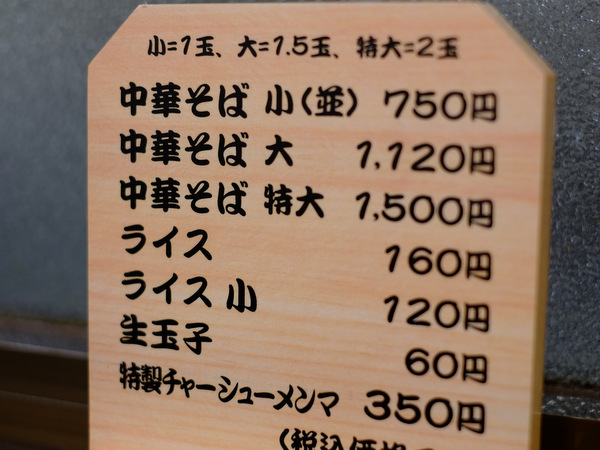 小=1玉、大=1.5玉、特大=2玉
中華そば 小(並) 750円
中華そば 大 1,120円
中華そば 特大 1,500円
ライス 160円
ライス 小 120円
生玉子 60円
特製チャーシューメンマ 350円
(税込価格